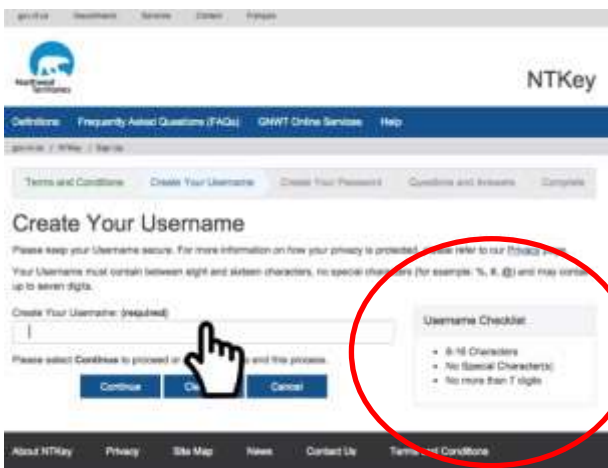 gov.nt.ca Departments Services Contact Français
Northwest Territories
NTKey
Definitions Frequently Asked Questions (FAQs) GNWT Online Services Help
gov.nt.ca / NTKey / Sign Up
Terms and Conditions Create Your Username Create Your Password Questions and Answers Complete
Create Your Username
Please keep your Username secure. For more information on how your privacy is protected, please refer to our Privacy page.
Your Username must contain between eight and sixteen characters, no special characters (for example: %, #, @) and may contain
up to seven digits.
Create Your Username: (required)
Username Checklist
8-16 Characters
No Special Character(s)
No more than 7 digits
Please select Continue to proceed or end this process.
Continue Cancel
About NTKey Privacy Site Map News Contact Us Terms and Conditions